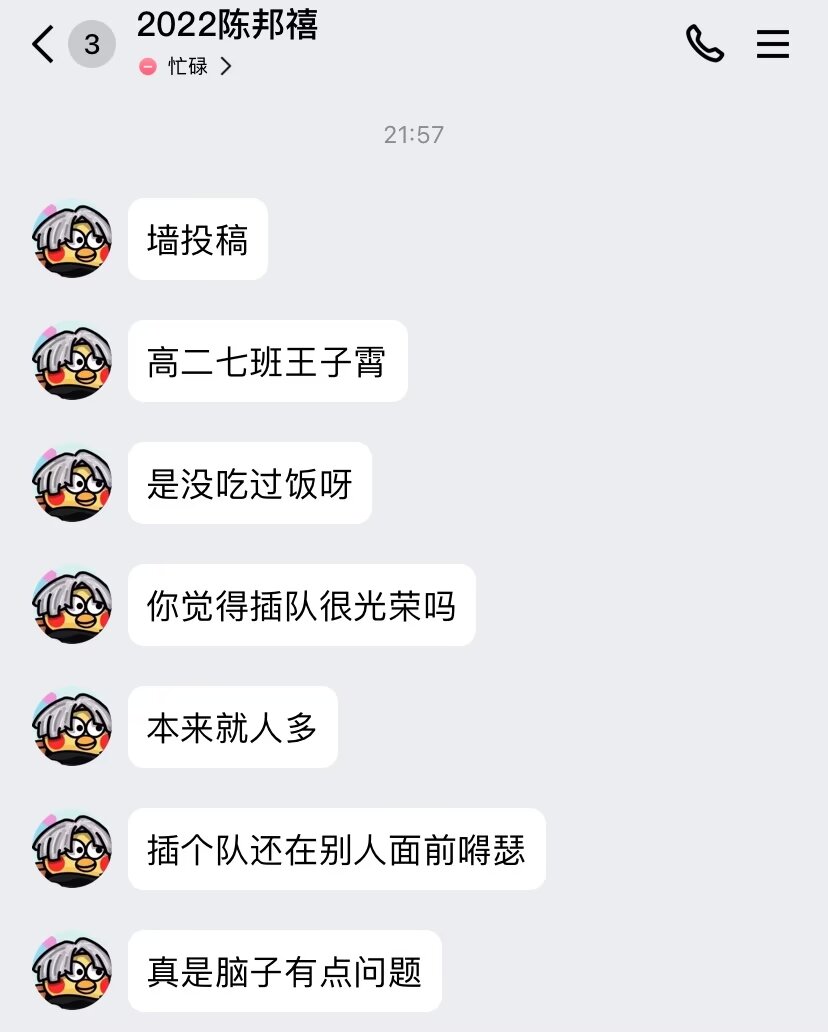 3
2022陈邦禧
忙碌
21:57
墙投稿
高二七班王子霄
是没吃过饭呀
你觉得插队很光荣吗
本来就人多
插个队还在别人面前嘚瑟
真是脑子有点问题